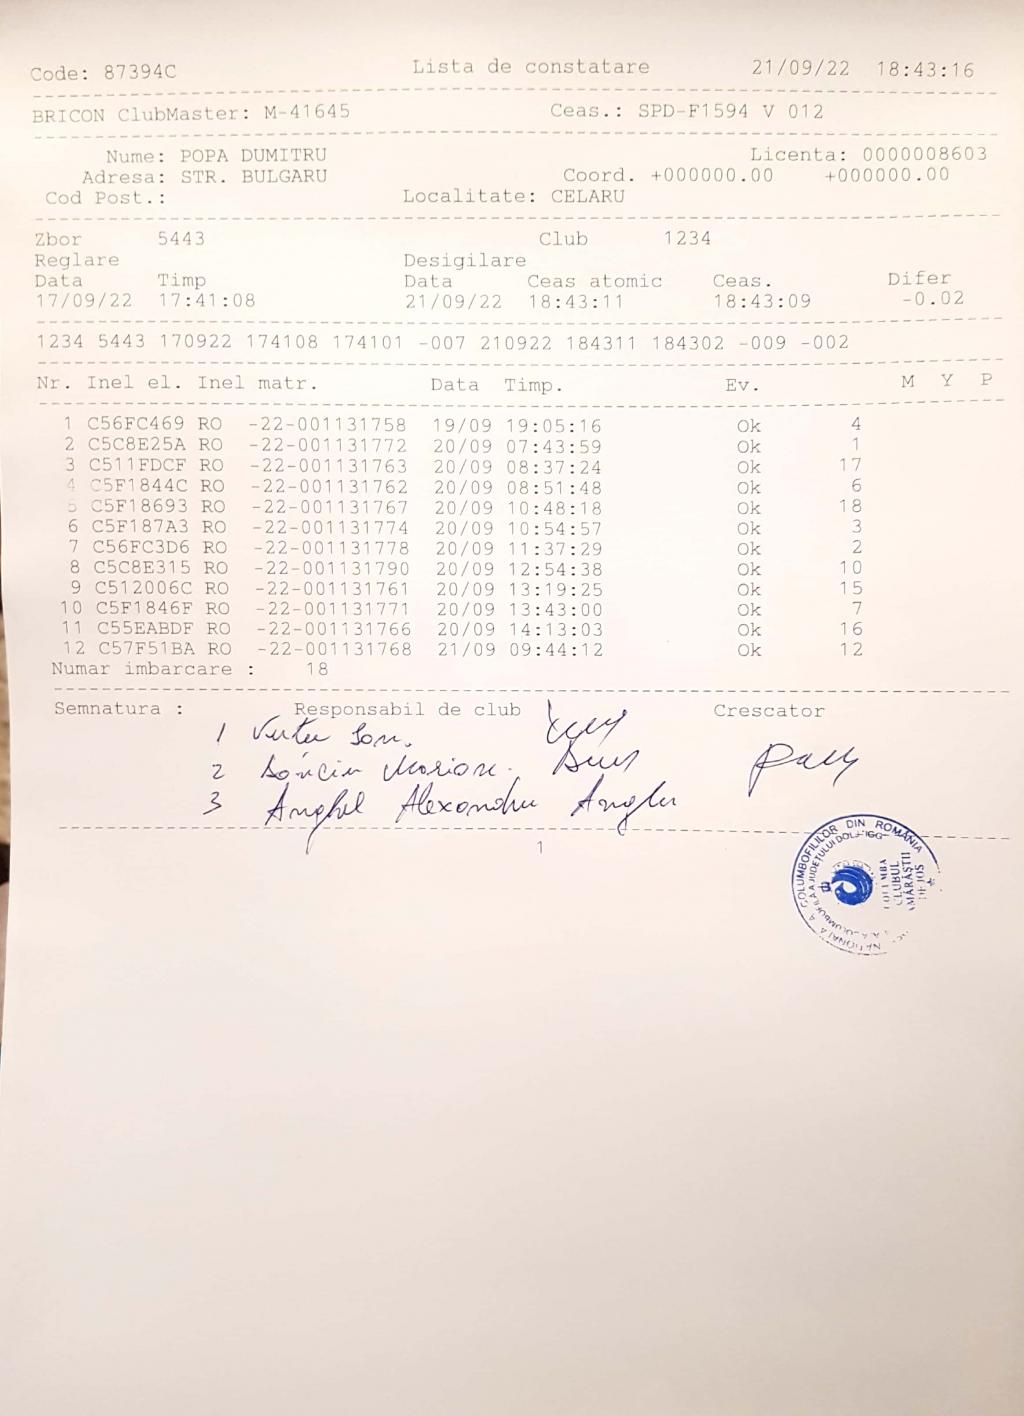 Code: 87394C Lista de constatare 21/09/22 18:43:16
BRICON ClubMaster: M-41645 Ceas.: SPD-F1594 V 012
Nume: POPA DUMITRU Licenta: 0000008603
Adresa: STR. BULGARU Coord. +000000.00 +000000.00
Cod Post.: Localitate: CELARU
Zbor 5443 Club 1234
Reglare Desigilare
Data Timp Data Ceas atomic Ceas. Difer
17/09/22 17:41:08 21/09/22 18:43:11 18:43:09 -0.02
1234 5443 170922 174108 174101 -007 210922 184311 184302 -009 -002
Nr. Inel el. Inel matr. Data Timp. Ev. M Y P
1 C56FC469 RO -22-001131758 19/09 19:05:16 Ok 4
2 C5C8E25A RO -22-001131772 20/09 07:43:59 Ok 1
3 C511FDCF RO -22-001131763 20/09 08:37:24 Ok 17
4 C5F1844C RO -22-001131762 20/09 08:51:48 Ok 6
5 C5F18693 RO -22-001131767 20/09 10:48:18 Ok 18
6 C5F187A3 RO -22-001131774 20/09 10:54:57 Ok 3
7 C56FC3D6 RO -22-001131778 20/09 11:37:29 Ok 2
8 C5C8E315 RO -22-001131790 20/09 12:54:38 Ok 10
9 C512006C RO -22-001131761 20/09 13:19:25 Ok 15
10 C5F1846F RO -22-001131771 20/09 13:43:00 Ok 7
11 C55EABDF RO -22-001131766 20/09 14:13:03 Ok 16
12 C57F51BA RO -22-001131768 21/09 09:44:12 Ok 12
Numar imbarcare : 18
Semnatura : Responsabil de club Crescator
1
2
3 Anghel Alexandru
1
COLUMBOFILILOR DIN ROMÂNIA
CLUBUL